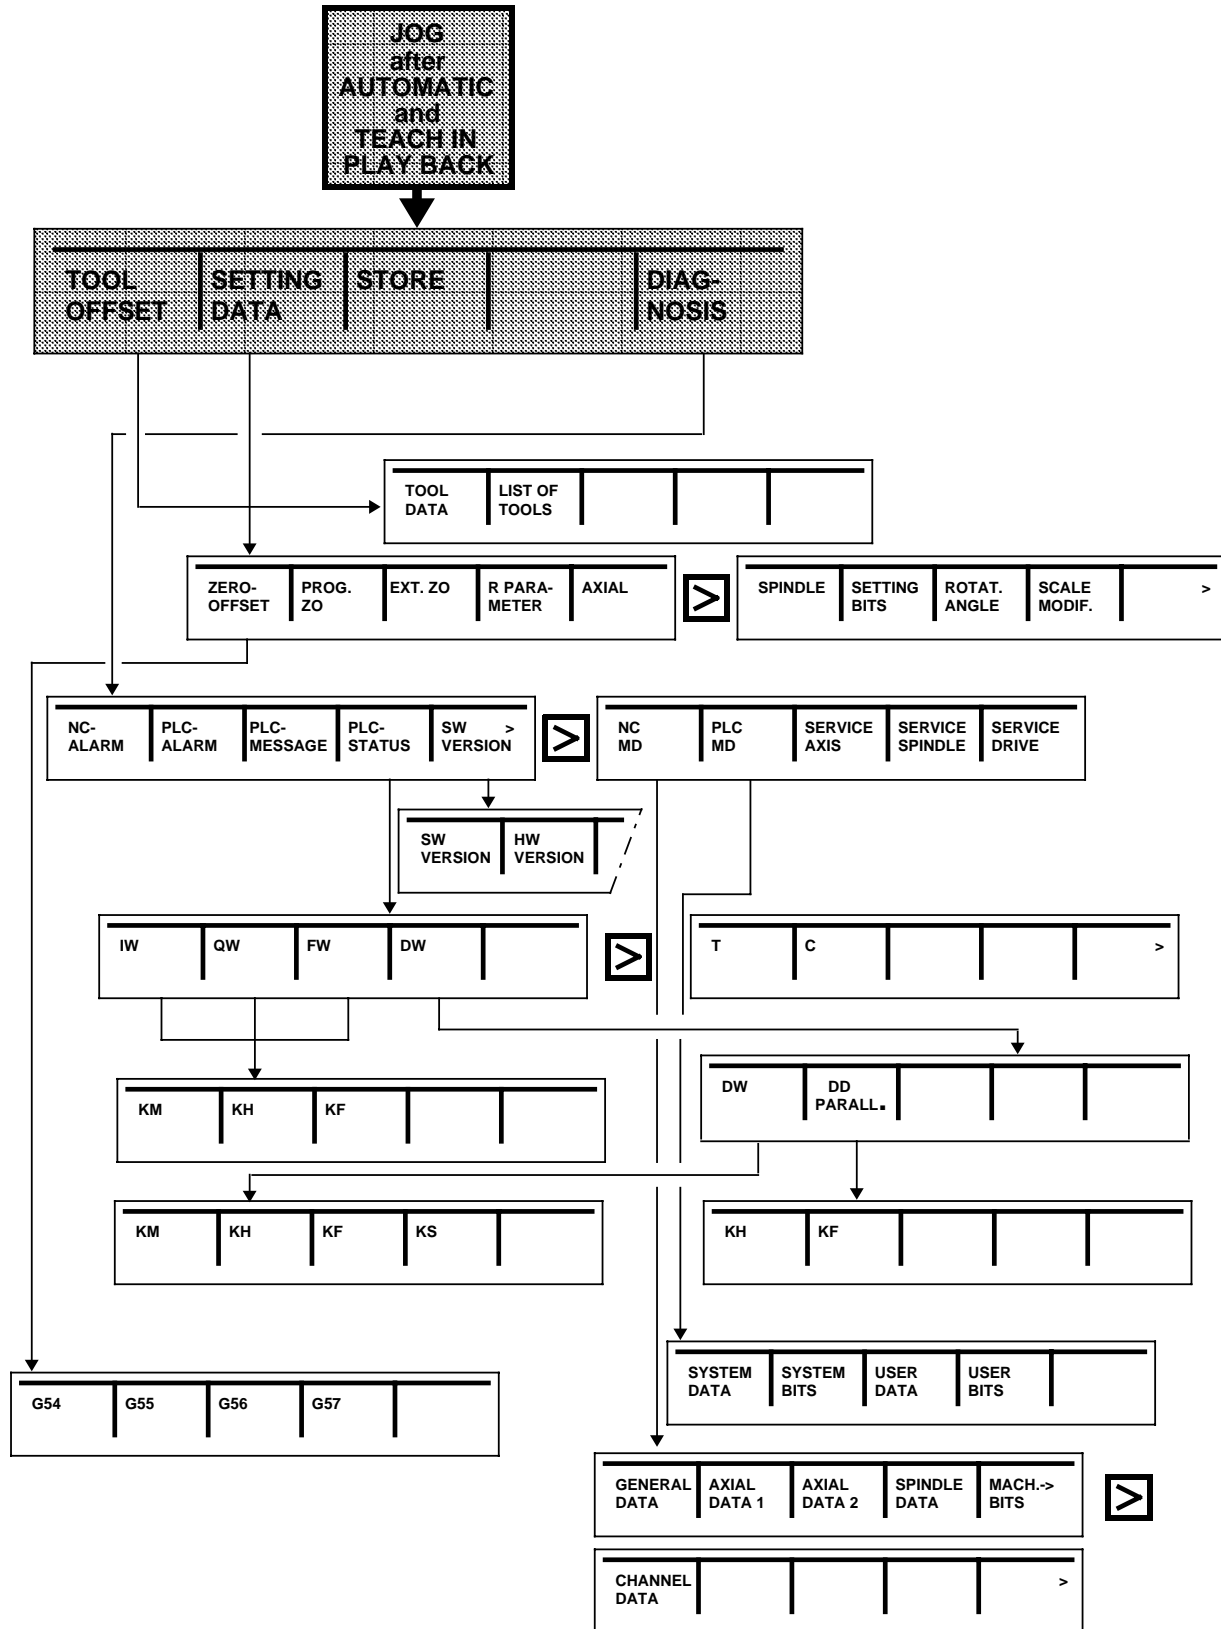 JOG
after
AUTOMATIC
and
TEACH IN
PLAY BACK
TOOL OFFSET
SETTING DATA
STORE
DIAG-
NOSIS
TOOL DATA
LIST OF TOOLS
ZERO-
OFFSET
PROG.
ZO
EXT. ZO
R PARA-
METER
AXIAL
>
SPINDLE
SETTING
BITS
ROTAT.
ANGLE
SCALE
MODIF.
>
NC-
ALARM
PLC-
ALARM
PLC-
MESSAGE
PLC-
STATUS
SW >
VERSION
>
NC
MD
PLC
MD
SERVICE
AXIS
SERVICE
SPINDLE
SERVICE
DRIVE
SW
VERSION
HW
VERSION
IW
QW
FW
DW
>
T
C
>
KM
KH
KF
DW
DD
PARALL.
KM
KH
KF
KS
KH
KF
SYSTEM
DATA
SYSTEM
BITS
USER
DATA
USER
BITS
G54
G55
G56
G57
GENERAL
DATA
AXIAL
DATA 1
AXIAL
DATA 2
SPINDLE
DATA
MACH.->
BITS
>
CHANNEL
DATA
>